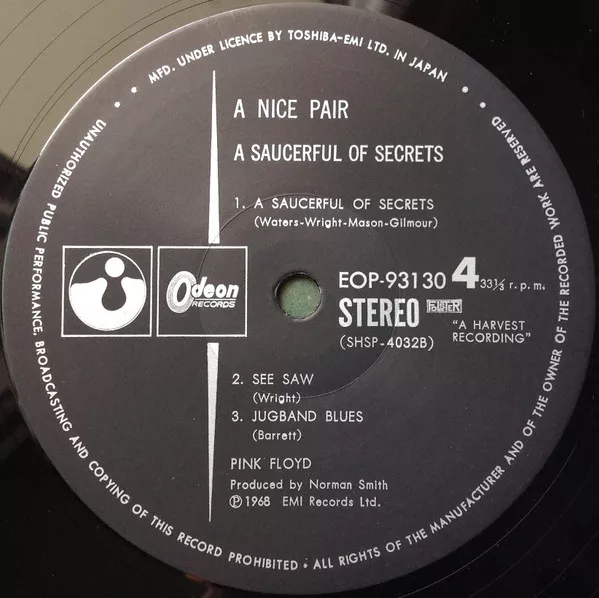 MFD. UNDER LICENCE BY TOSHIBA-EMI LTD. IN JAPAN
A NICE PAIR
A SAUCERFUL OF SECRETS
1. A SAUCERFUL OF SECRETS
(Waters-Wright-Mason-Gilmour)
Odeon
RECORDS
EOP-93130 4 33⅓ r.p.m.
STEREO
"A HARVEST
RECORDING"
(SHSP-4032B)
2. SEE SAW
(Wright)
3. JUGBAND BLUES
(Barrett)
PINK FLOYD
Produced by Norman Smith
Ⓟ1968 EMI Records Ltd.
UNAUTHORIZED PUBLIC PERFORMANCE, BROADCASTING AND COPYING OF THIS RECORD PROHIBITED • ALL RIGHTS OF THE MANUFACTURER AND OF THE OWNER OF THE RECORDED WORK ARE RESERVED